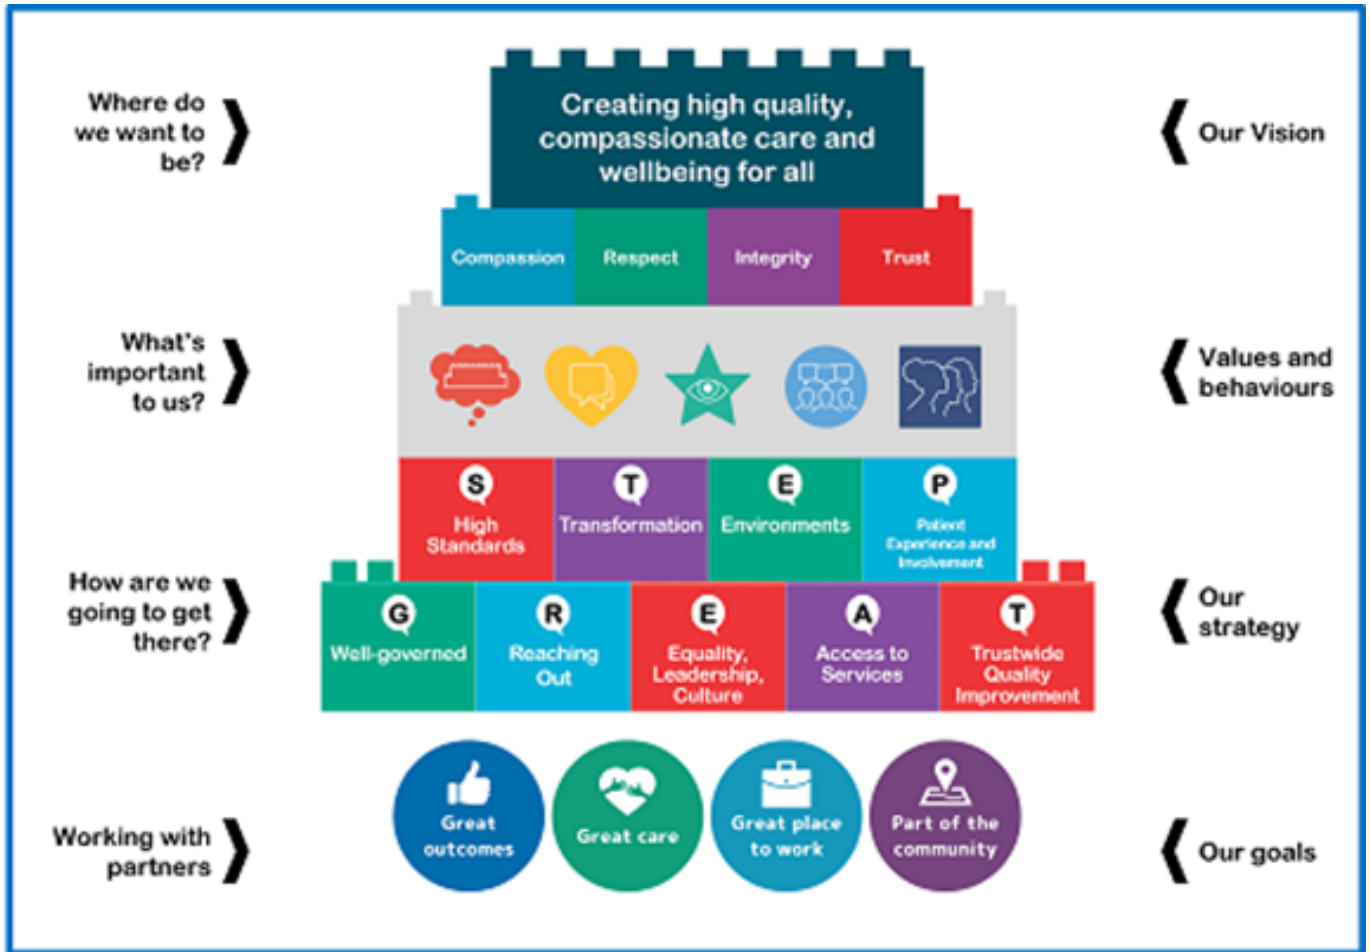 Where do
we want to
be?
Creating high quality,
compassionate care and
wellbeing for all
Our Vision
Compassion
Respect
Integrity
Trust
What's
important
to us?
Values and
behaviours
S
High
Standards
T
Transformation
E
Environments
P
Patient
Experience and
Involvement
How are we
going to get
there?
G
Well-governed
R
Reaching
Out
E
Equality,
Leadership,
Culture
A
Access to
Services
T
Trustwide
Quality
Improvement
Our
strategy
Working with
partners
Great
outcomes
Great care
Great place
to work
Part of the
community
Our goals